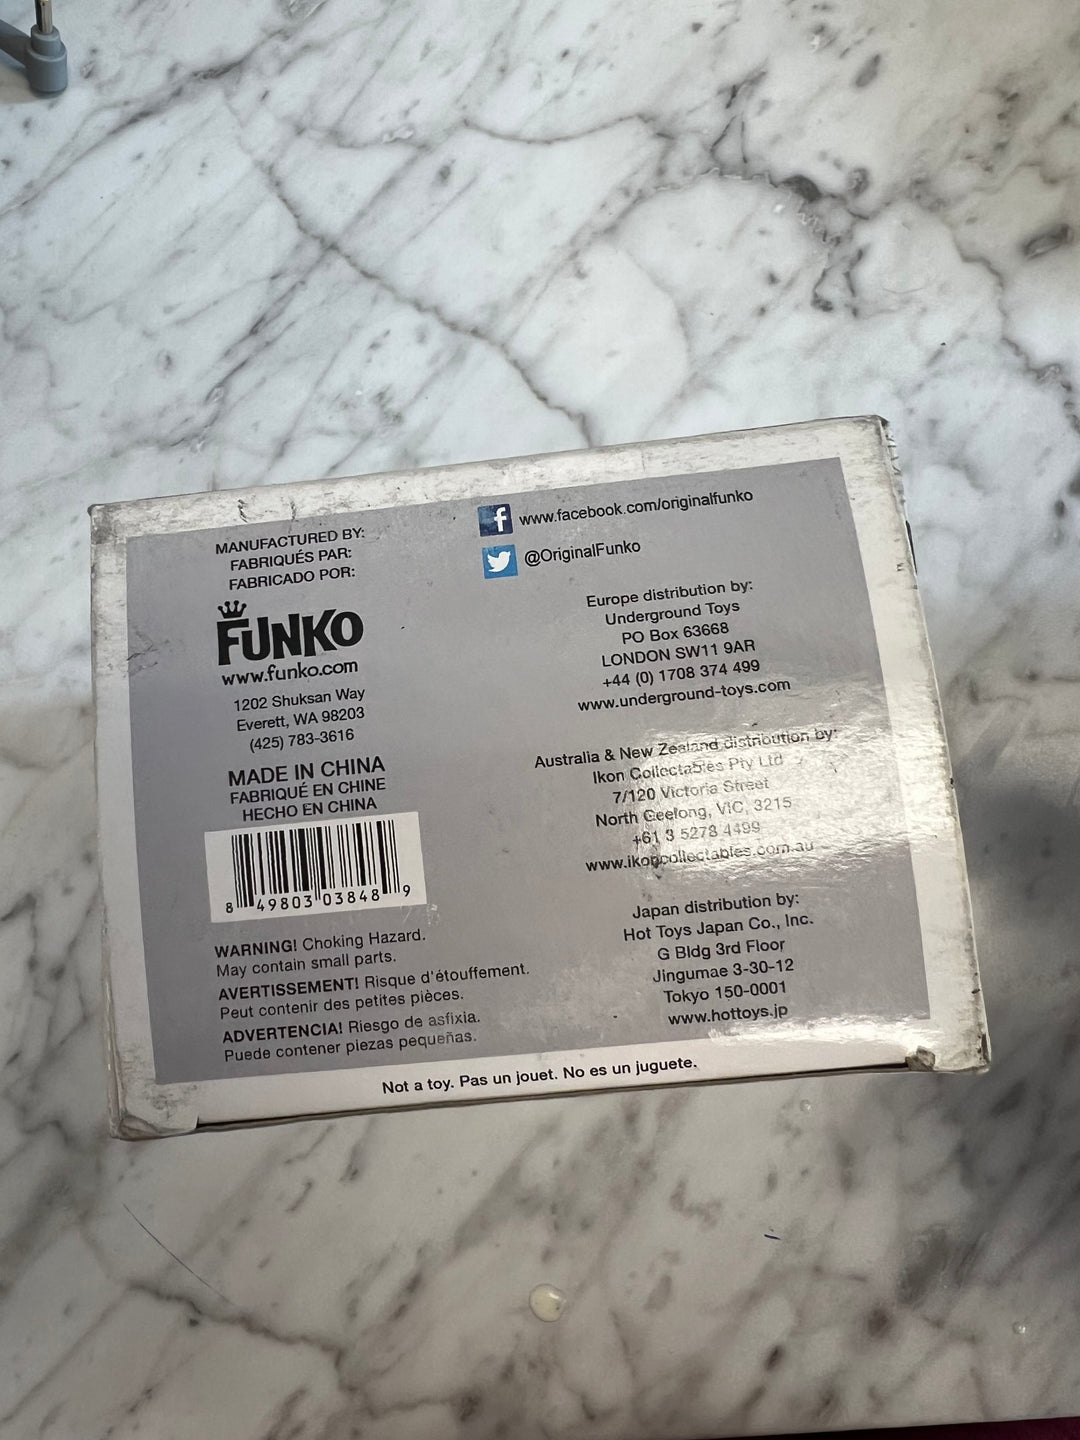 MANUFACTURED BY:
FABRIQUÉS PAR:
FABRICADO POR:
FUNKO
www.funko.com
1202 Shuksan Way
Everett, WA 98203
(425) 783-3616
MADE IN CHINA
FABRIQUÉ EN CHINE
HECHO EN CHINA
8 49803 03848 9
WARNING! Choking Hazard.
May contain small parts.
AVERTISSEMENT! Risque d'étouffement.
Peut contenir des petites pièces.
ADVERTENCIA! Riesgo de asfixia.
Puede contener piezas pequeñas.
f www.facebook.com/originalfunko
@OriginalFunko
Europe distribution by:
Underground Toys
PO Box 63668
LONDON SW11 9AR
+44 (0) 1708 374 499
www.underground-toys.com
Australia & New Zealand distribution by:
Ikon Collectables Pty Ltd
7/120 Victoria Street
North Geelong, VIC, 3215
+61 3 5278 4499
www.ikoncollectables.com.au
Japan distribution by:
Hot Toys Japan Co., Inc.
G Bldg 3rd Floor
Jingumae 3-30-12
Tokyo 150-0001
www.hottoys.jp
Not a toy. Pas un jouet. No es un juguete.